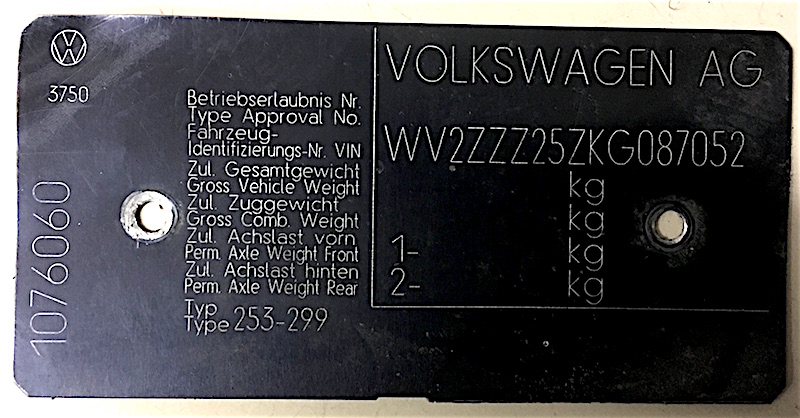 VW
3750
1076060
VOLKSWAGEN AG
Betriebserlaubnis Nr.
Type Approval No.
Fahrzeug-
Identifizierungs-Nr. VIN
WV2ZZZ25ZKG087052
Zul. Gesamtgewicht
Gross Vehicle Weight kg
Zul. Zuggewicht
Gross Comb. Weight kg
Zul. Achslast vorn
Perm. Axle Weight Front 1- kg
Zul. Achslast hinten
Perm. Axle Weight Rear 2- kg
Typ
Type 253-299